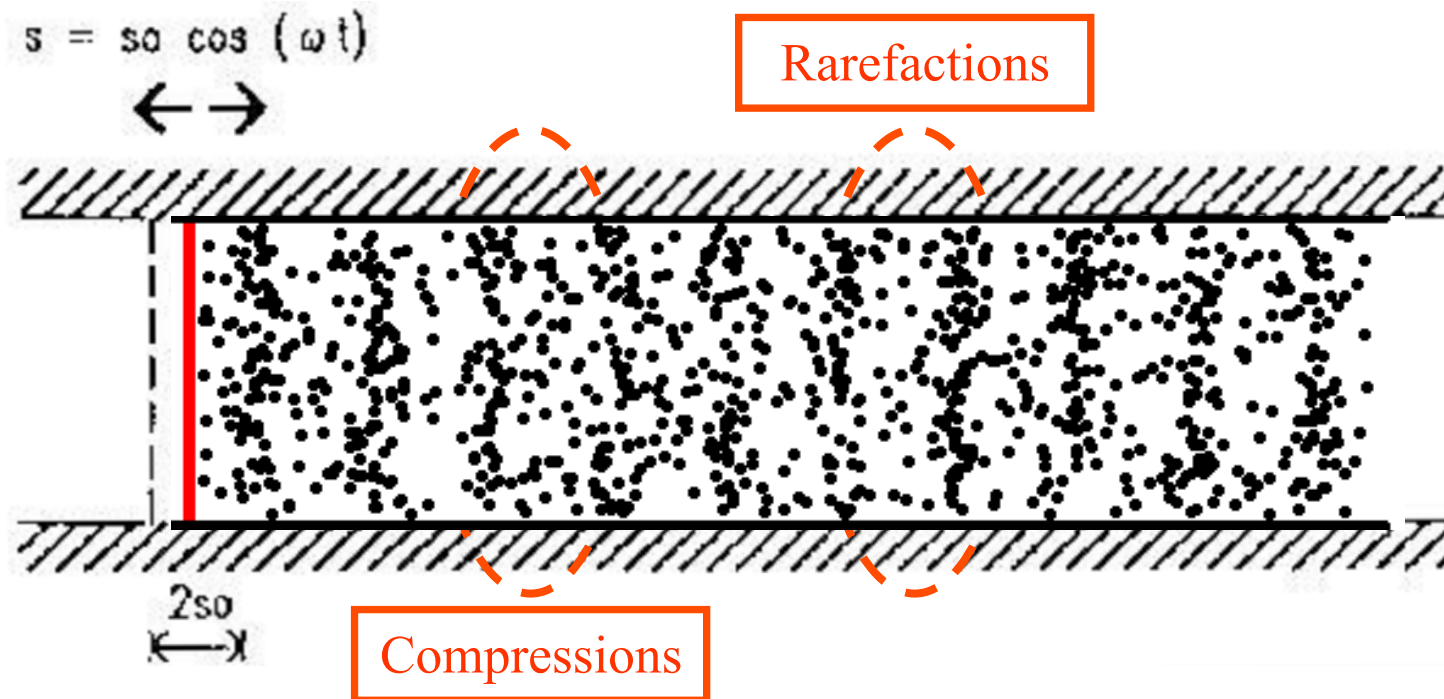 s = so cos (ωt)
Rarefactions
2so
Compressions